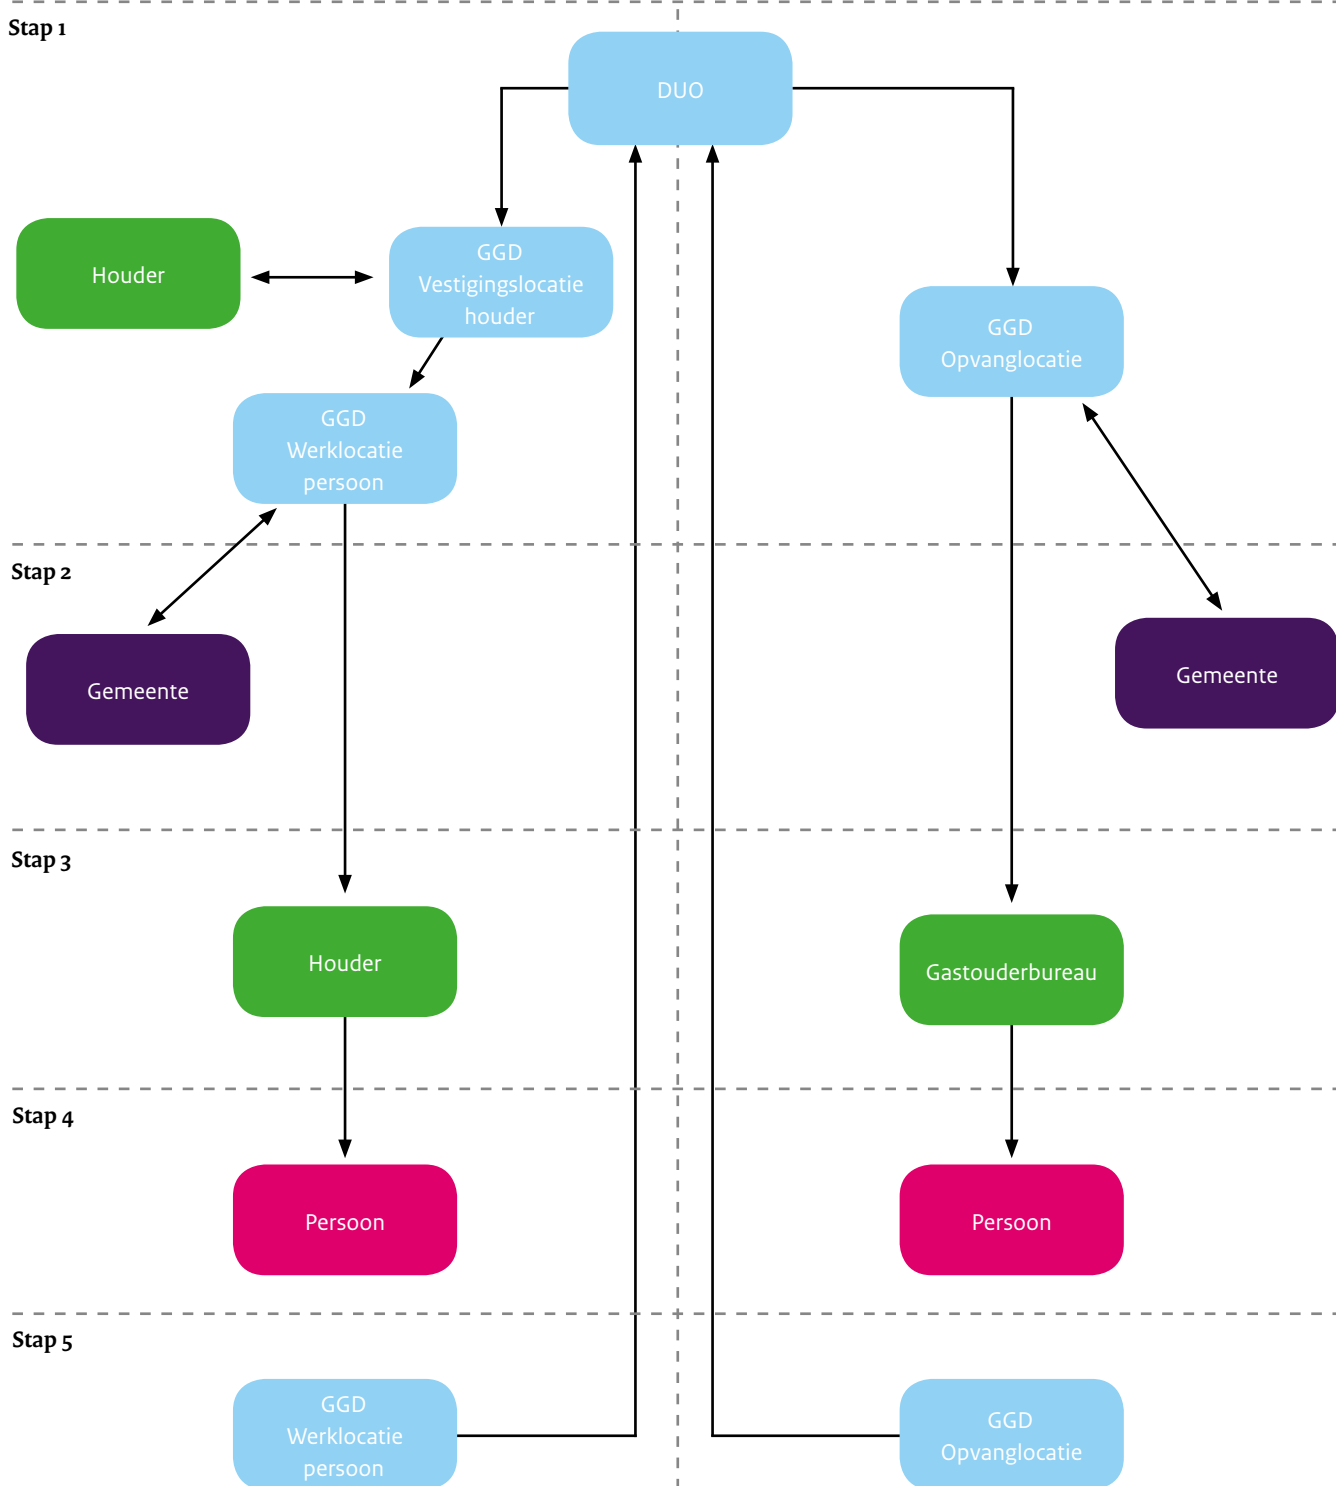 Stap 1
DUO
Houder
GGD
Vestigingslocatie
houder
GGD
Opvanglocatie
GGD
Werklocatie
persoon
Stap 2
Gemeente
Gemeente
Stap 3
Houder
Gastouderbureau
Stap 4
Persoon
Persoon
Stap 5
GGD
Werklocatie
persoon
GGD
Opvanglocatie